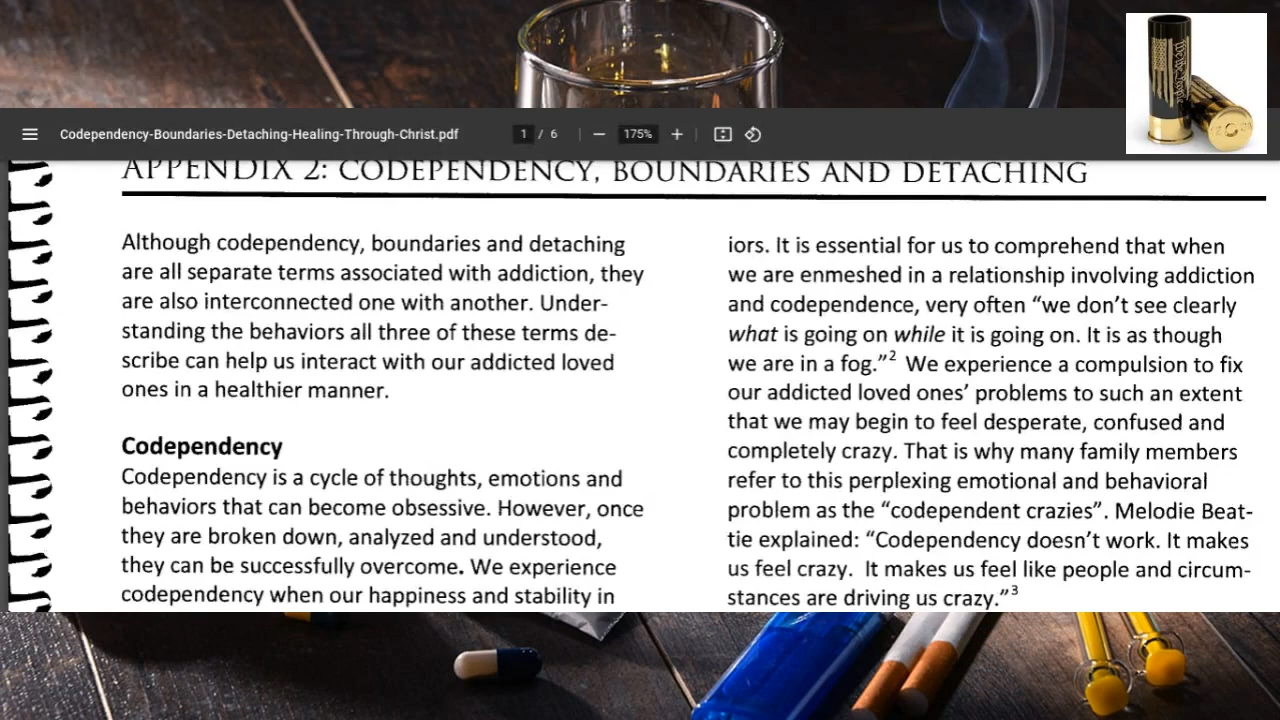 Codependency-Boundaries-Detaching-Healing-Through-Christ.pdf
1 / 6
175%
We the People
APPENDIX 2: CODEPENDENCY, BOUNDARIES AND DETACHING
Although codependency, boundaries and detaching
are all separate terms associated with addiction, they
are also interconnected one with another. Under-
standing the behaviors all three of these terms de-
scribe can help us interact with our addicted loved
ones in a healthier manner.
Codependency
Codependency is a cycle of thoughts, emotions and
behaviors that can become obsessive. However, once
they are broken down, analyzed and understood,
they can be successfully overcome. We experience
codependency when our happiness and stability in
iors. It is essential for us to comprehend that when
we are enmeshed in a relationship involving addiction
and codependence, very often “we don’t see clearly
what is going on while it is going on. It is as though
we are in a fog.”2 We experience a compulsion to fix
our addicted loved ones’ problems to such an extent
that we may begin to feel desperate, confused and
completely crazy. That is why many family members
refer to this perplexing emotional and behavioral
problem as the “codependent crazies”. Melodie Beat-
tie explained: “Codependency doesn’t work. It makes
us feel crazy.  It makes us feel like people and circum-
stances are driving us crazy.”3